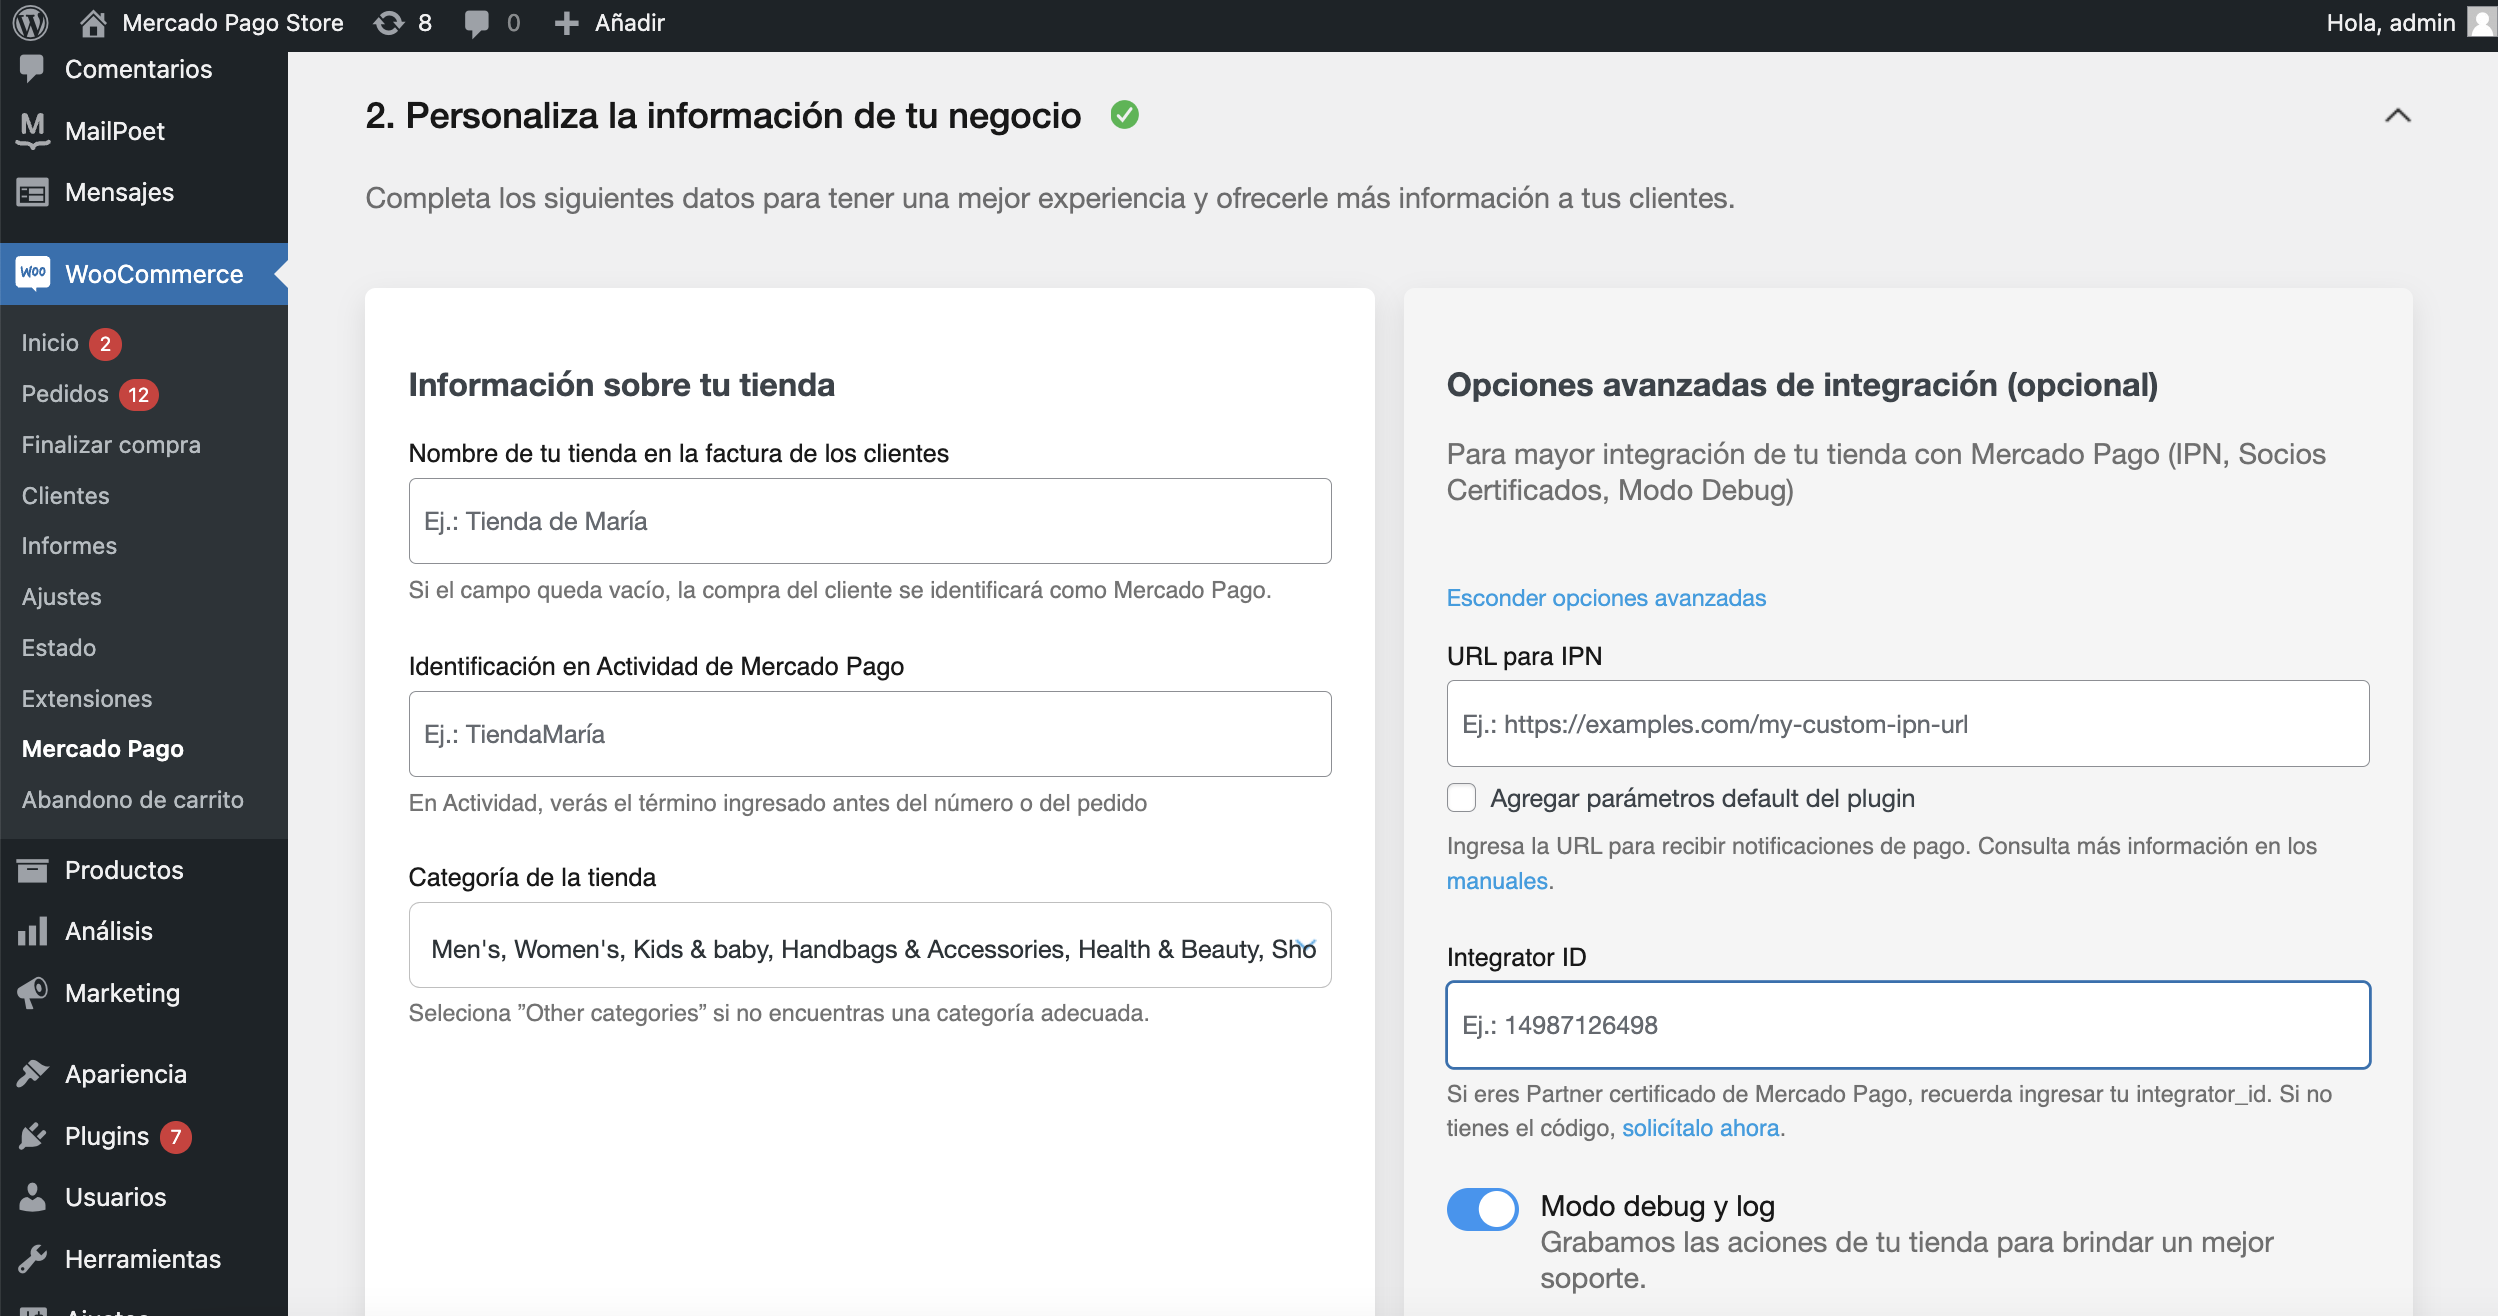 Mercado Pago Store
8
0
Añadir
Hola, admin
Comentarios
MailPoet
Mensajes
WooCommerce
Inicio 2
Pedidos 12
Finalizar compra
Clientes
Informes
Ajustes
Estado
Extensiones
Mercado Pago
Abandono de carrito
Productos
Análisis
Marketing
Apariencia
Plugins 7
Usuarios
Herramientas
Ajustes
2. Personaliza la información de tu negocio
Completa los siguientes datos para tener una mejor experiencia y ofrecerle más información a tus clientes.
Información sobre tu tienda
Nombre de tu tienda en la factura de los clientes
Ej.: Tienda de María
Si el campo queda vacío, la compra del cliente se identificará como Mercado Pago.
Identificación en Actividad de Mercado Pago
Ej.: TiendaMaría
En Actividad, verás el término ingresado antes del número o del pedido
Categoría de la tienda
Men's, Women's, Kids & baby, Handbags & Accessories, Health & Beauty, Sho
Seleciona ”Other categories” si no encuentras una categoría adecuada.
Opciones avanzadas de integración (opcional)
Para mayor integración de tu tienda con Mercado Pago (IPN, Socios
Certificados, Modo Debug)
Esconder opciones avanzadas
URL para IPN
Ej.: https://examples.com/my-custom-ipn-url
Agregar parámetros default del plugin
Ingresa la URL para recibir notificaciones de pago. Consulta más información en los
manuales.
Integrator ID
Ej.: 14987126498
Si eres Partner certificado de Mercado Pago, recuerda ingresar tu integrator_id. Si no
tienes el código, solicítalo ahora.
Modo debug y log
Grabamos las aciones de tu tienda para brindar un mejor
soporte.